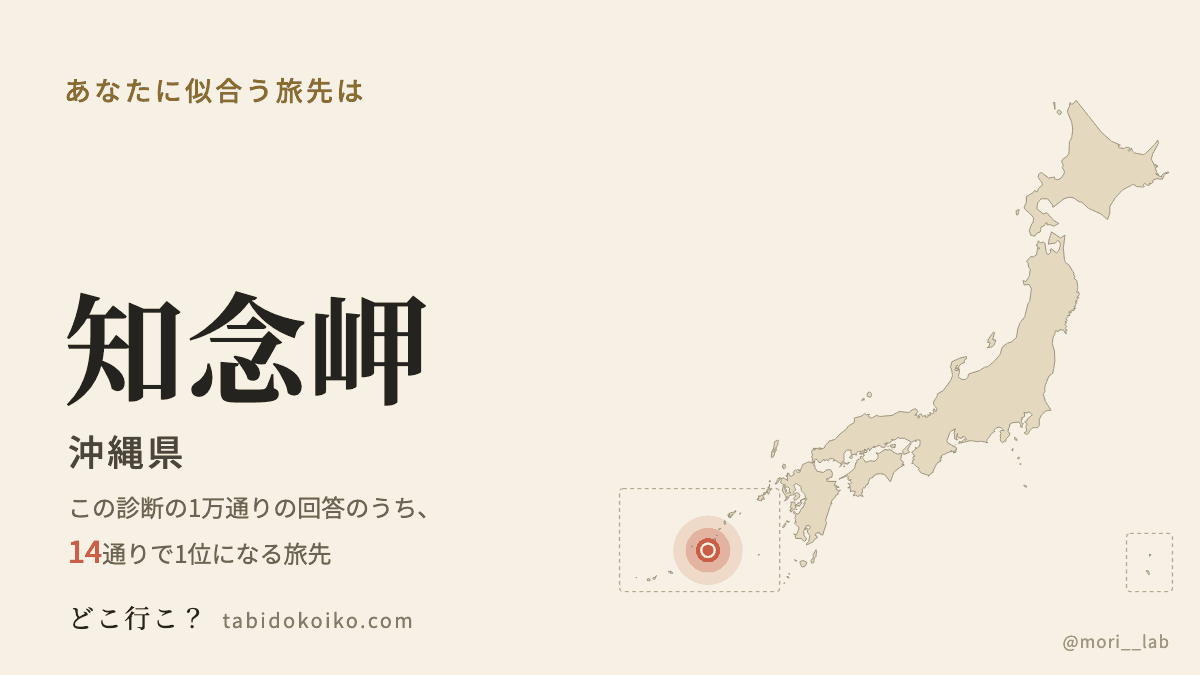 あなたに似合う旅先は
知念岬
沖縄県
この診断の1万通りの回答のうち、
14通りで1位になる旅先
どこ行こ？ tabidokoiko.com
@mori__lab